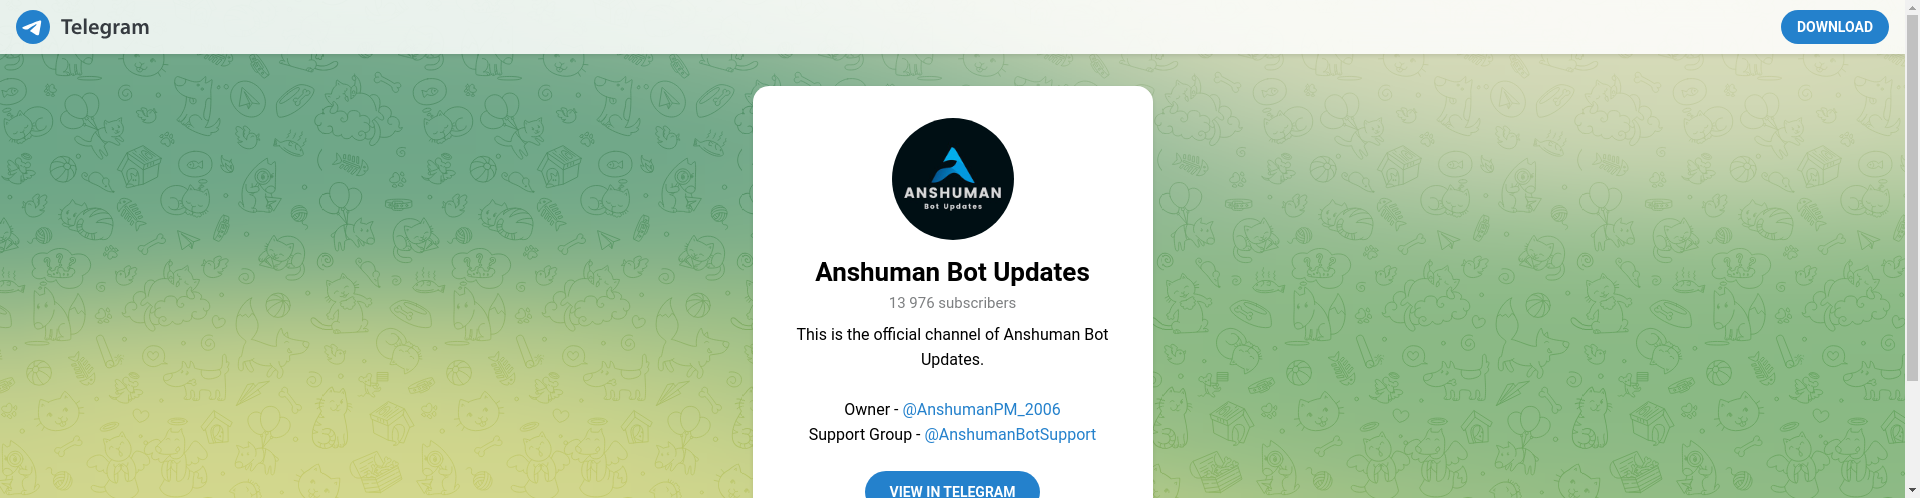 Telegram
DOWNLOAD
ANSHUMAN
Bot Updates
Anshuman Bot Updates
13 976 subscribers
This is the official channel of Anshuman Bot
Updates.
Owner - @AnshumanPM_2006
Support Group - @AnshumanBotSupport
VIEW IN TELEGRAM